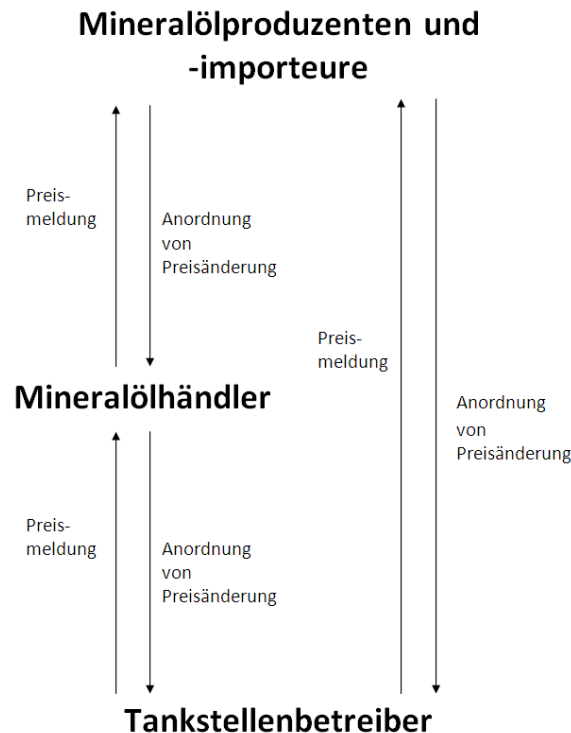 Mineralölproduzenten und
-importeure
Preis-
meldung
Anordnung
von
Preisänderung
Preis-
meldung
Anordnung
von
Preisänderung
Mineralölhändler
Preis-
meldung
Anordnung
von
Preisänderung
Tankstellenbetreiber